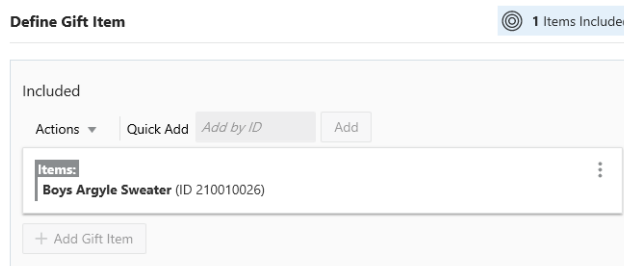 Define Gift Item
1 Items Included
Included
Actions Quick Add Add by ID Add
Items:
Boys Argyle Sweater (ID 210010026)
+ Add Gift Item